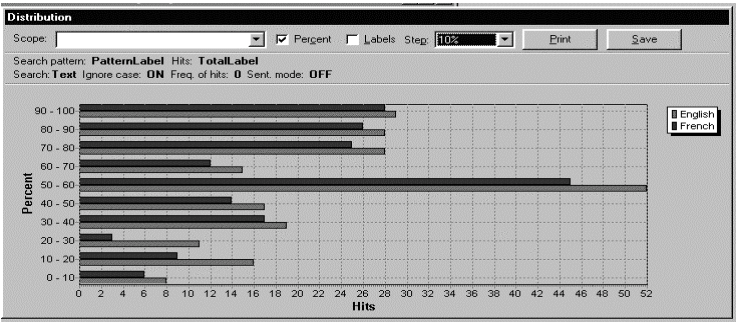 Distribution
Scope: Percent Labels Step: 10% Print Save
Search pattern: PatternLabel Hits: TotalLabel
Search: Text Ignore case: ON Freq. of hits: 0 Sent. mode: OFF
90 - 100
80 - 90
70 - 80
60 - 70
50 - 60
40 - 50
30 - 40
20 - 30
10 - 20
0 - 10
Percent
0 2 4 6 8 10 12 14 16 18 20 22 24 26 28 30 32 34 36 38 40 42 44 46 48 50 52
Hits
English
French